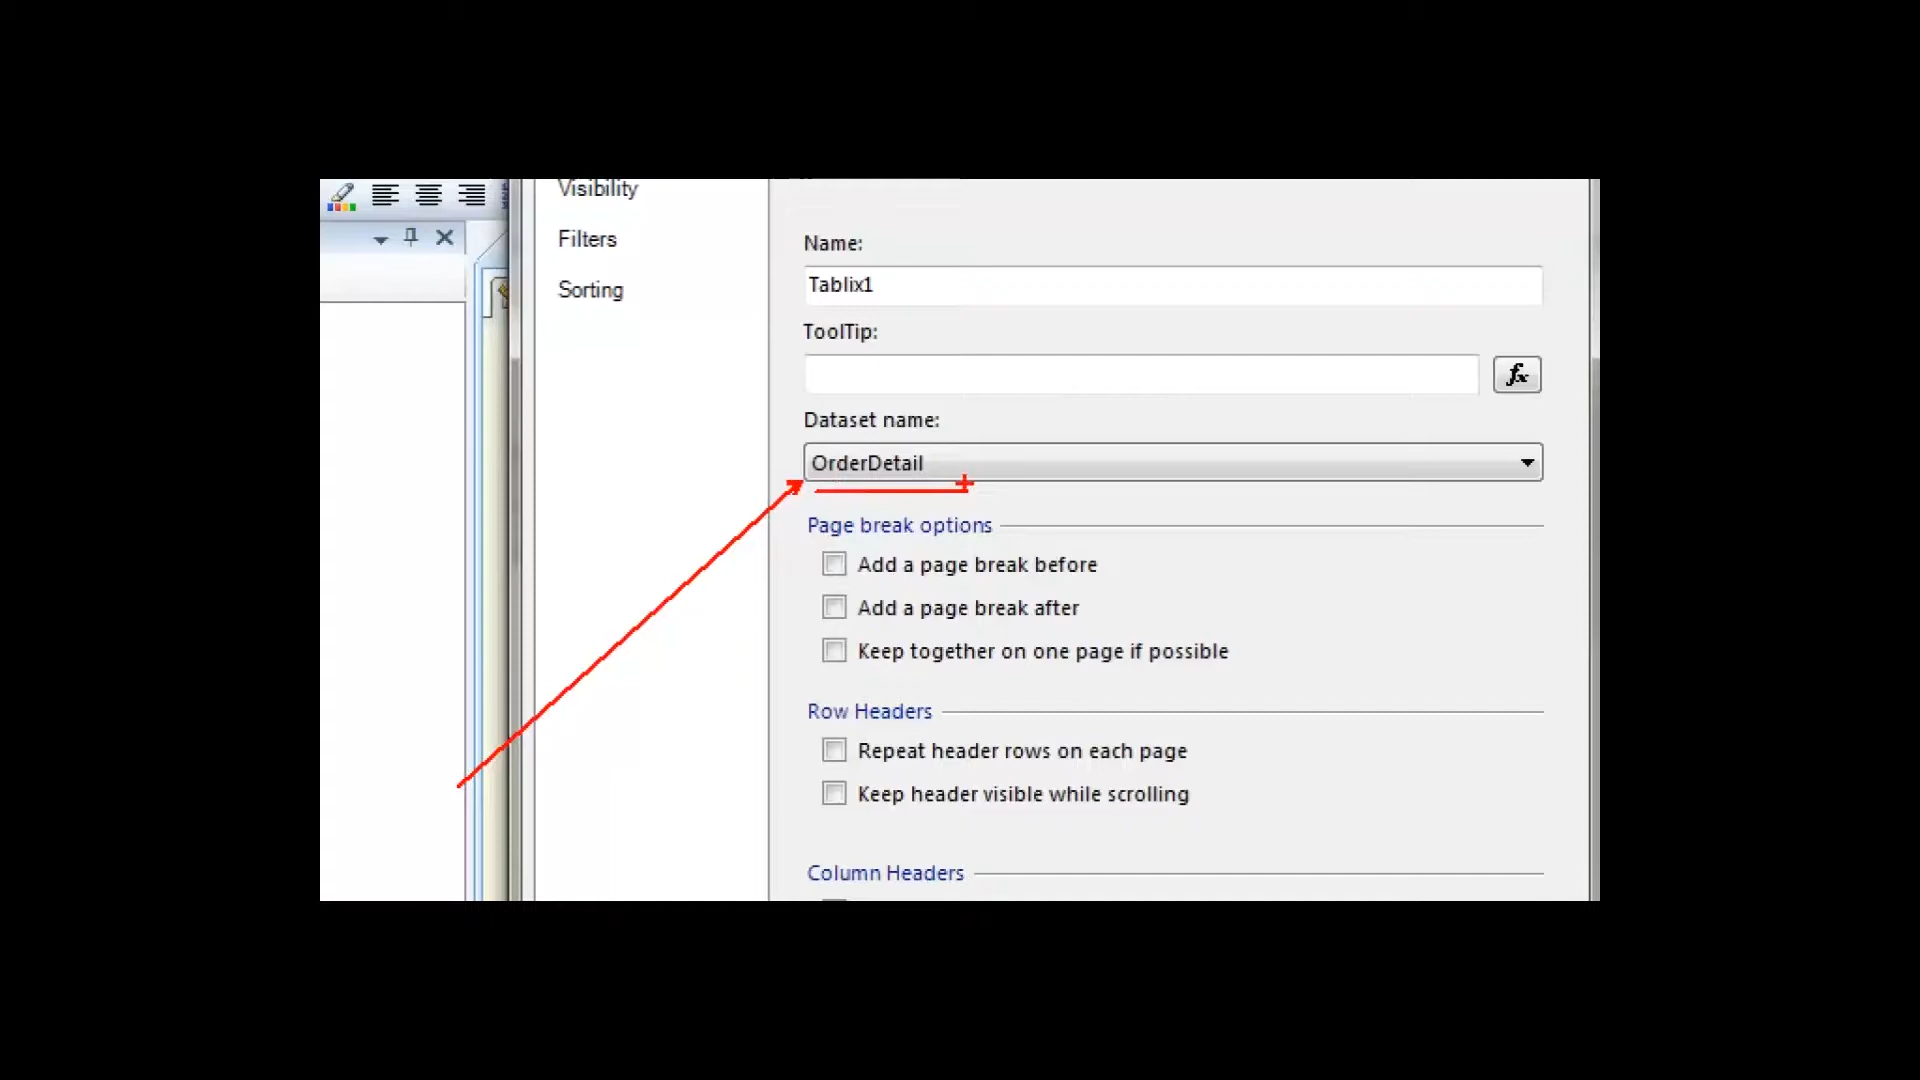 Visibility
Filters
Sorting
Name:
Tablix1
ToolTip:
fx
Dataset name:
OrderDetail
Page break options
Add a page break before
Add a page break after
Keep together on one page if possible
Row Headers
Repeat header rows on each page
Keep header visible while scrolling
Column Headers